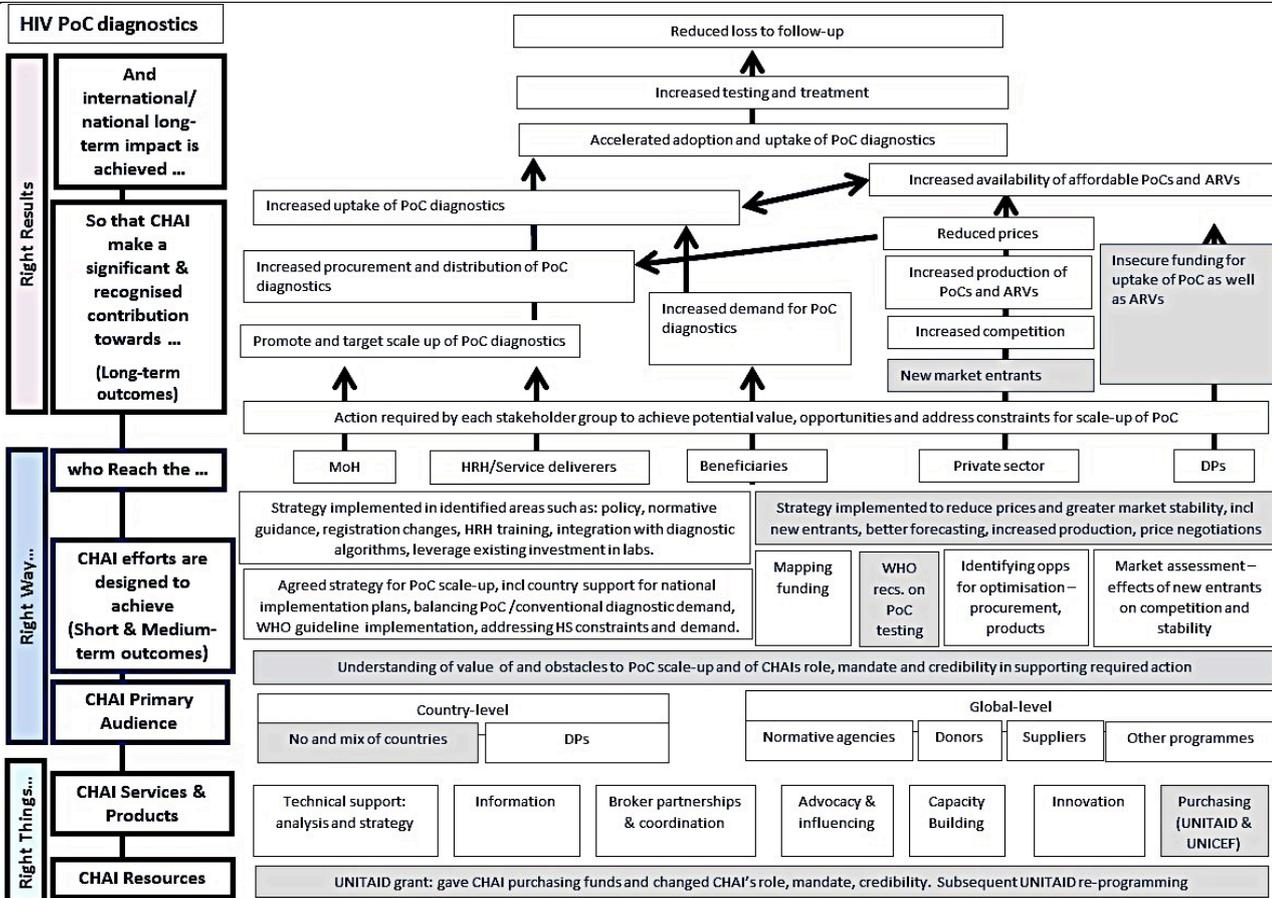 HIV PoC diagnostics
Right Results
And
international/
national long-
term impact is
achieved ...
So that CHAI
make a
significant &
recognised
contribution
towards ...
(Long-term
outcomes)
Reduced loss to follow-up
Increased testing and treatment
Accelerated adoption and uptake of PoC diagnostics
Increased availability of affordable PoCs and ARVs
Increased uptake of PoC diagnostics
Reduced prices
Increased procurement and distribution of PoC
diagnostics
Increased production of
PoCs and ARVs
Insecure funding for
uptake of PoC as well
as ARVs
Increased demand for PoC
diagnostics
Increased competition
Promote and target scale up of PoC diagnostics
New market entrants
Action required by each stakeholder group to achieve potential value, opportunities and address constraints for scale-up of PoC
Right Way...
who Reach the ...
MoH
HRH/Service deliverers
Beneficiaries
Private sector
DPs
CHAI efforts are
designed to
achieve
(Short & Medium-
term outcomes)
Strategy implemented in identified areas such as: policy, normative
guidance, registration changes, HRH training, integration with diagnostic
algorithms, leverage existing investment in labs.
Strategy implemented to reduce prices and greater market stability, incl
new entrants, better forecasting, increased production, price negotiations
Agreed strategy for PoC scale-up, incl country support for national
implementation plans, balancing PoC /conventional diagnostic demand,
WHO guideline implementation, addressing HS constraints and demand.
Mapping
funding
WHO
recs. on
PoC
testing
Identifying opps
for optimisation –
procurement,
products
Market assessment –
effects of new entrants
on competition and
stability
Understanding of value of and obstacles to PoC scale-up and of CHAIs role, mandate and credibility in supporting required action
CHAI Primary
Audience
Country-level
No and mix of countries
DPs
Global-level
Normative agencies
Donors
Suppliers
Other programmes
Right Things...
CHAI Services &
Products
Technical support:
analysis and strategy
Information
Broker partnerships
& coordination
Advocacy &
influencing
Capacity
Building
Innovation
Purchasing
(UNITAID &
UNICEF)
CHAI Resources
UNITAID grant: gave CHAI purchasing funds and changed CHAI's role, mandate, credibility. Subsequent UNITAID re-programming